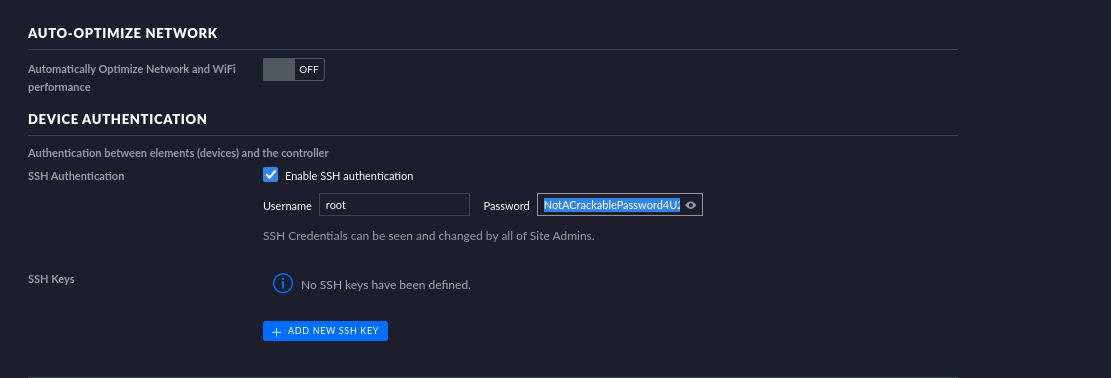 AUTO-OPTIMIZE NETWORK
Automatically Optimize Network and WiFi performance
OFF
DEVICE AUTHENTICATION
Authentication between elements (devices) and the controller
SSH Authentication
Enable SSH authentication
Username root Password NotACrackablePassword4U2
SSH Credentials can be seen and changed by all of Site Admins.
SSH Keys
No SSH keys have been defined.
+ ADD NEW SSH KEY